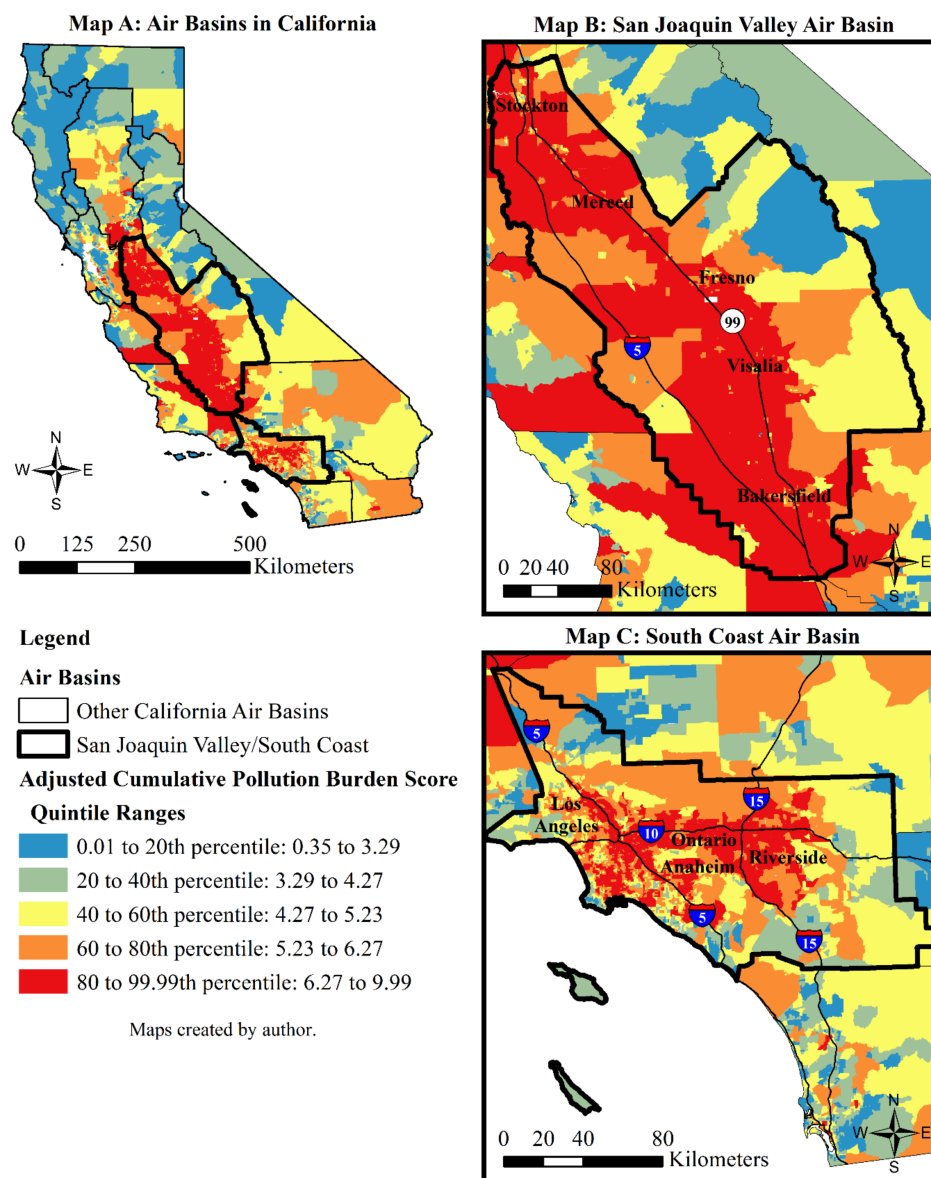 Map A: Air Basins in California
N
W E
S
0 125 250 500
Kilometers
Map B: San Joaquin Valley Air Basin
Stockton
Merced
Fresno
99
5
Visalia
Bakersfield
N
W E
S
0 20 40 80
Kilometers
Legend
Air Basins
Other California Air Basins
San Joaquin Valley/South Coast
Adjusted Cumulative Pollution Burden Score
Quintile Ranges
0.01 to 20th percentile: 0.35 to 3.29
20 to 40th percentile: 3.29 to 4.27
40 to 60th percentile: 4.27 to 5.23
60 to 80th percentile: 5.23 to 6.27
80 to 99.99th percentile: 6.27 to 9.99
Maps created by author.
Map C: South Coast Air Basin
5
15
Los
Angeles
10
Ontario
Anaheim
Riverside
5
15
N
W E
S
0 20 40 80
Kilometers